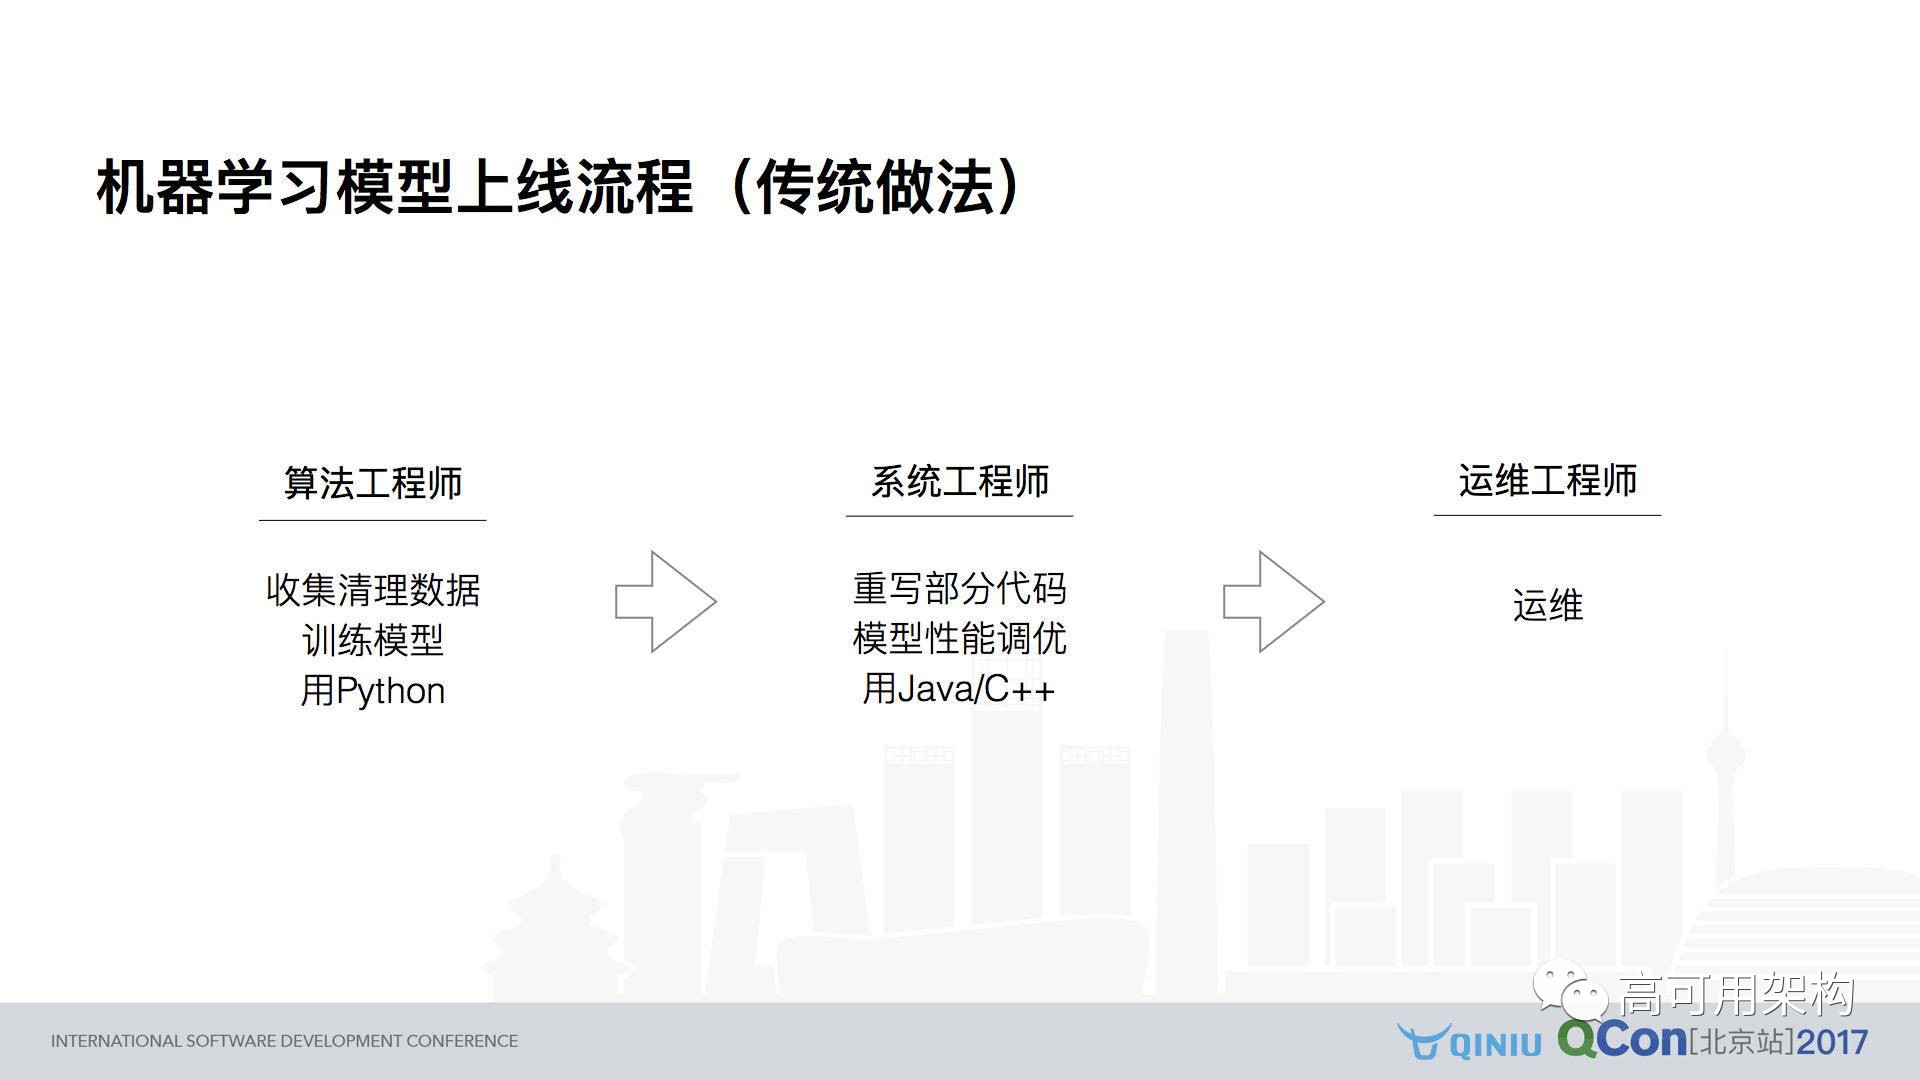 机器学习模型上线流程（传统做法）
算法工程师
收集清理数据
训练模型
用Python
系统工程师
重写部分代码
模型性能调优
用Java/C++
运维工程师
运维
高可用架构
INTERNATIONAL SOFTWARE DEVELOPMENT CONFERENCE
QINIU
QCon[北京站]2017